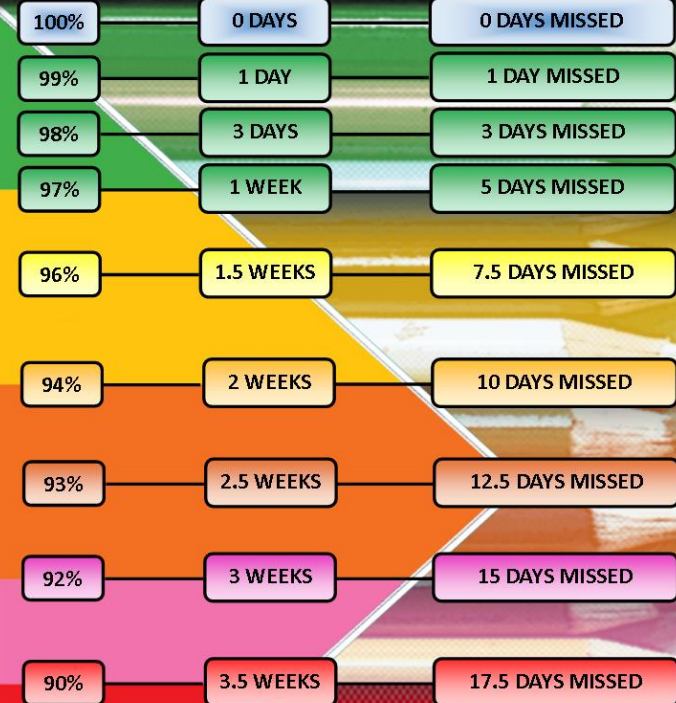 100% 0 DAYS 0 DAYS MISSED
99% 1 DAY 1 DAY MISSED
98% 3 DAYS 3 DAYS MISSED
97% 1 WEEK 5 DAYS MISSED
96% 1.5 WEEKS 7.5 DAYS MISSED
94% 2 WEEKS 10 DAYS MISSED
93% 2.5 WEEKS 12.5 DAYS MISSED
92% 3 WEEKS 15 DAYS MISSED
90% 3.5 WEEKS 17.5 DAYS MISSED